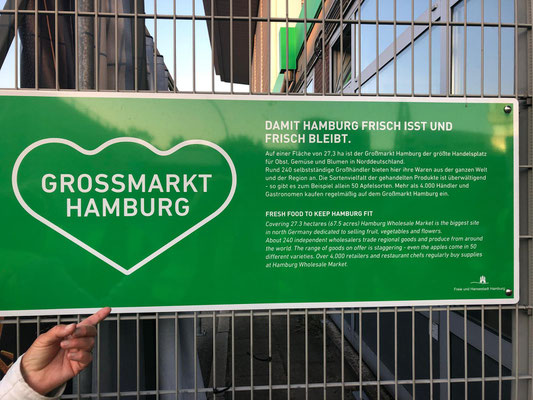 GROSSMARKT
HAMBURG
DAMIT HAMBURG FRISCH ISST UND
FRISCH BLEIBT.
Auf einer Fläche von 27,3 ha ist der Großmarkt Hamburg der größte Handelsplatz
für Obst, Gemüse und Blumen in Norddeutschland.
Rund 240 selbstständige Großhändler bieten hier ihre Waren aus der ganzen Welt
und der Region an. Die Sortenvielfalt der gehandelten Produkte ist überwältigend
- so gibt es zum Beispiel allein 50 Apfelsorten. Mehr als 4.000 Händler und
Gastronomen kaufen regelmäßig auf dem Großmarkt Hamburg ein.
FRESH FOOD TO KEEP HAMBURG FIT
Covering 27.3 hectares (67.5 acres) Hamburg Wholesale Market is the biggest site
in north Germany dedicated to selling fruit, vegetables and flowers.
About 240 independent wholesalers trade regional goods and produce from around
the world. The range of goods on offer is staggering - even the apples come in 50
different varieties. Over 4,000 retailers and restaurant chefs regularly buy supplies
at Hamburg Wholesale Market.
Freie und Hansestadt Hamburg